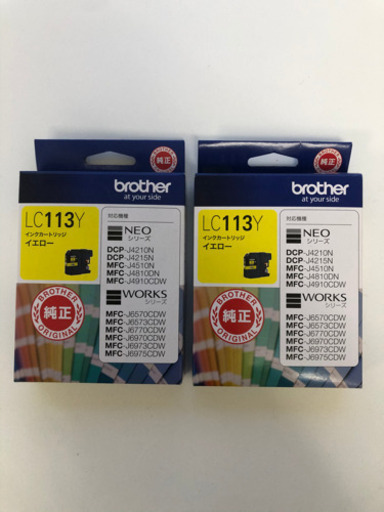 純正
brother
at your side
LC113Y
インクカートリッジ
イエロー
対応機種
NEO
シリーズ
DCP-J4210N
DCP-J4215N
MFC-J4510N
MFC-J4810DN
MFC-J4910CDW
WORKS
シリーズ
MFC-J6570CDW
MFC-J6573CDW
MFC-J6770CDW
MFC-J6970CDW
MFC-J6973CDW
MFC-J6975CDW
BROTHER
純正
ORIGINAL
純正
brother
at your side
LC113Y
インクカートリッジ
イエロー
対応機種
NEO
シリーズ
DCP-J4210N
DCP-J4215N
MFC-J4510N
MFC-J4810DN
MFC-J4910CDW
WORKS
シリーズ
MFC-J6570CDW
MFC-J6573CDW
MFC-J6770CDW
MFC-J6970CDW
MFC-J6973CDW
MFC-J6975CDW
BROTHER
純正
ORIGINAL